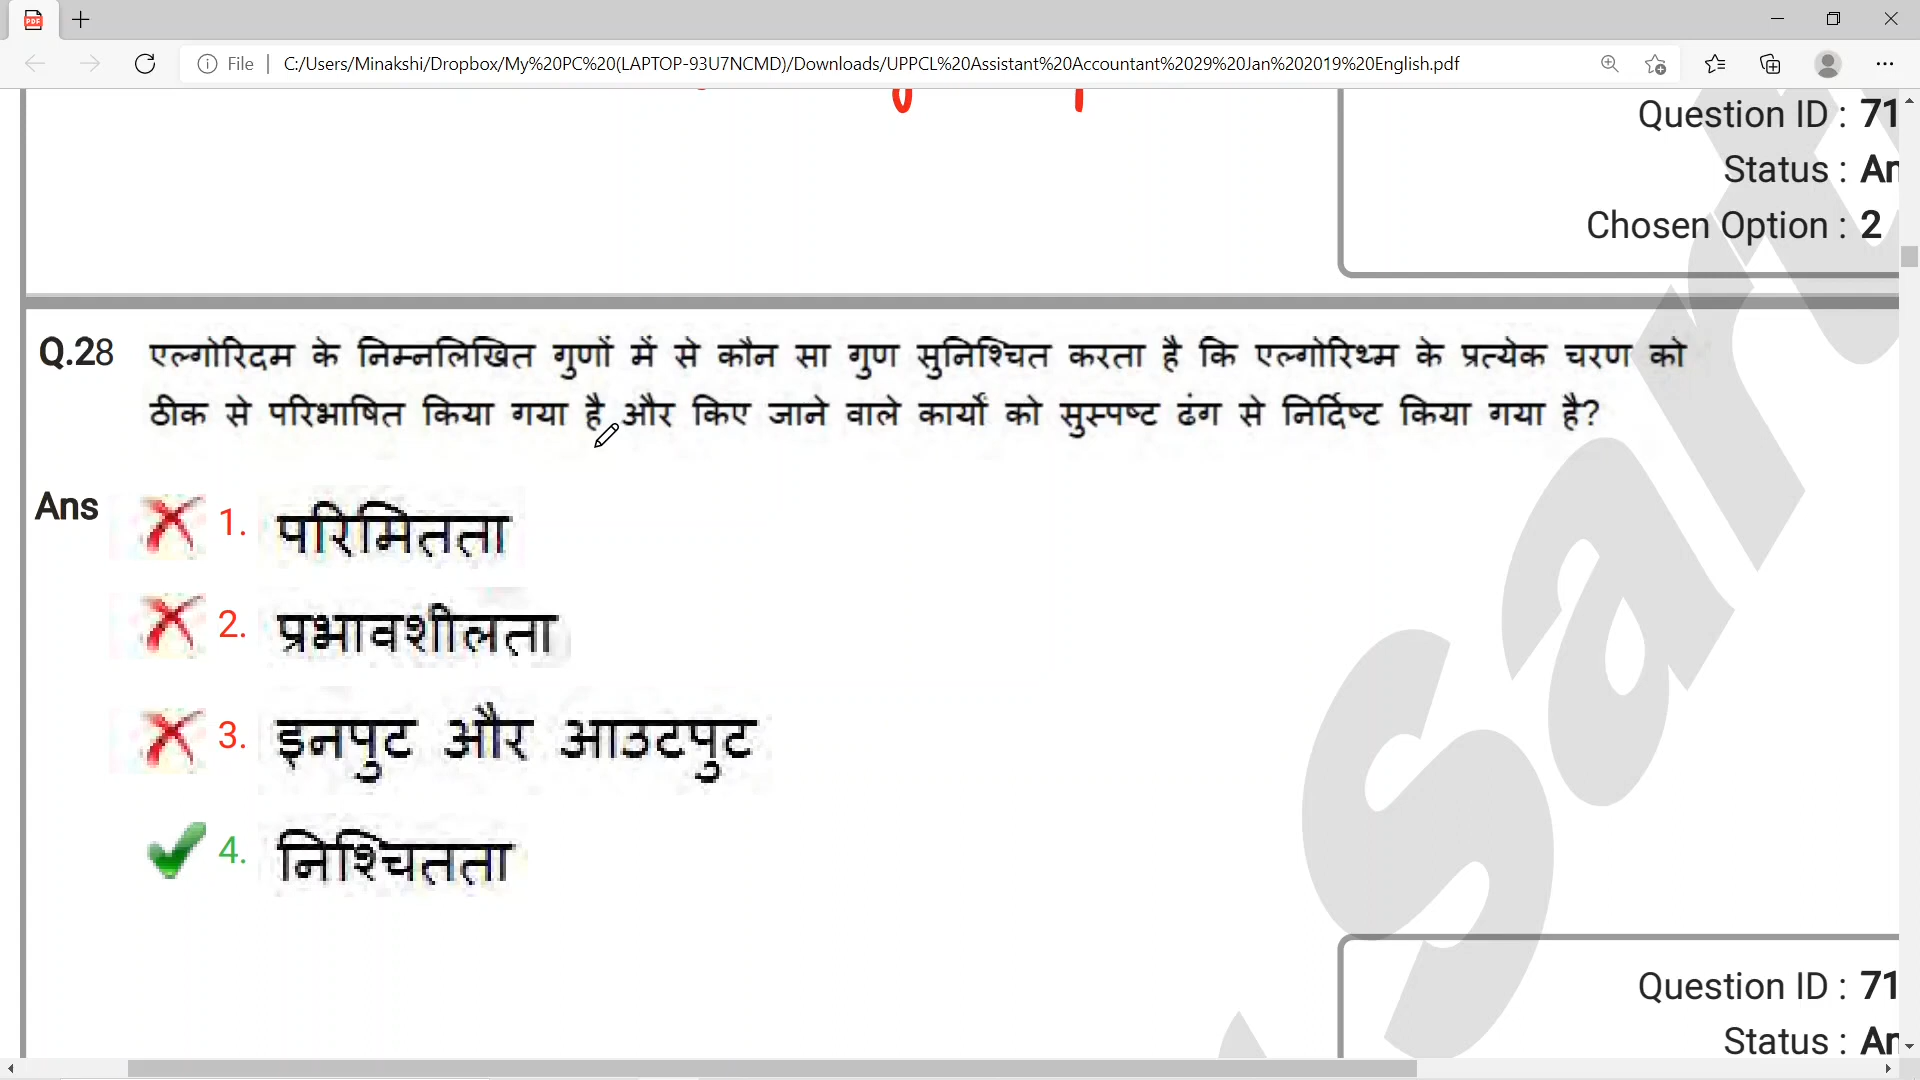 File C:/Users/Minakshi/Dropbox/My%20PC%20(LAPTOP-93U7NCMD)/Downloads/UPPCL%20Assistant%20Accountant%2029%20Jan%202019%20English.pdf
Question ID : 71
Status : An
Chosen Option : 2
Q.28 एल्गोरिदम के निम्नलिखित गुणों में से कौन सा गुण सुनिश्चित करता है कि एल्गोरिथ्म के प्रत्येक चरण को
ठीक से परिभाषित किया गया है और किए जाने वाले कार्यों को सुस्पष्ट ढंग से निर्दिष्ट किया गया है?
Ans 1. परिमितता
2. प्रभावशीलता
3. इनपुट और आउटपुट
4. निश्चितता
Question ID : 71
Status : An